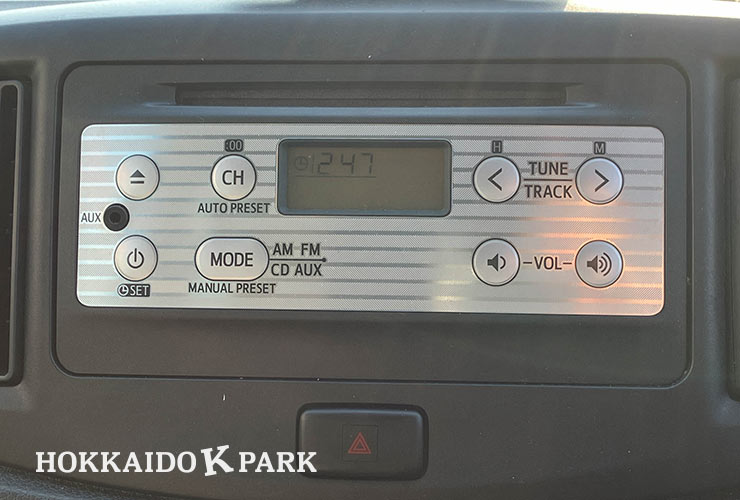 :00
H
M
CH
AUTO PRESET
2 47
TUNE
TRACK
AUX
MODE
AM FM
CD AUX
VOL
SET
MANUAL PRESET
HOKKAIDO K PARK